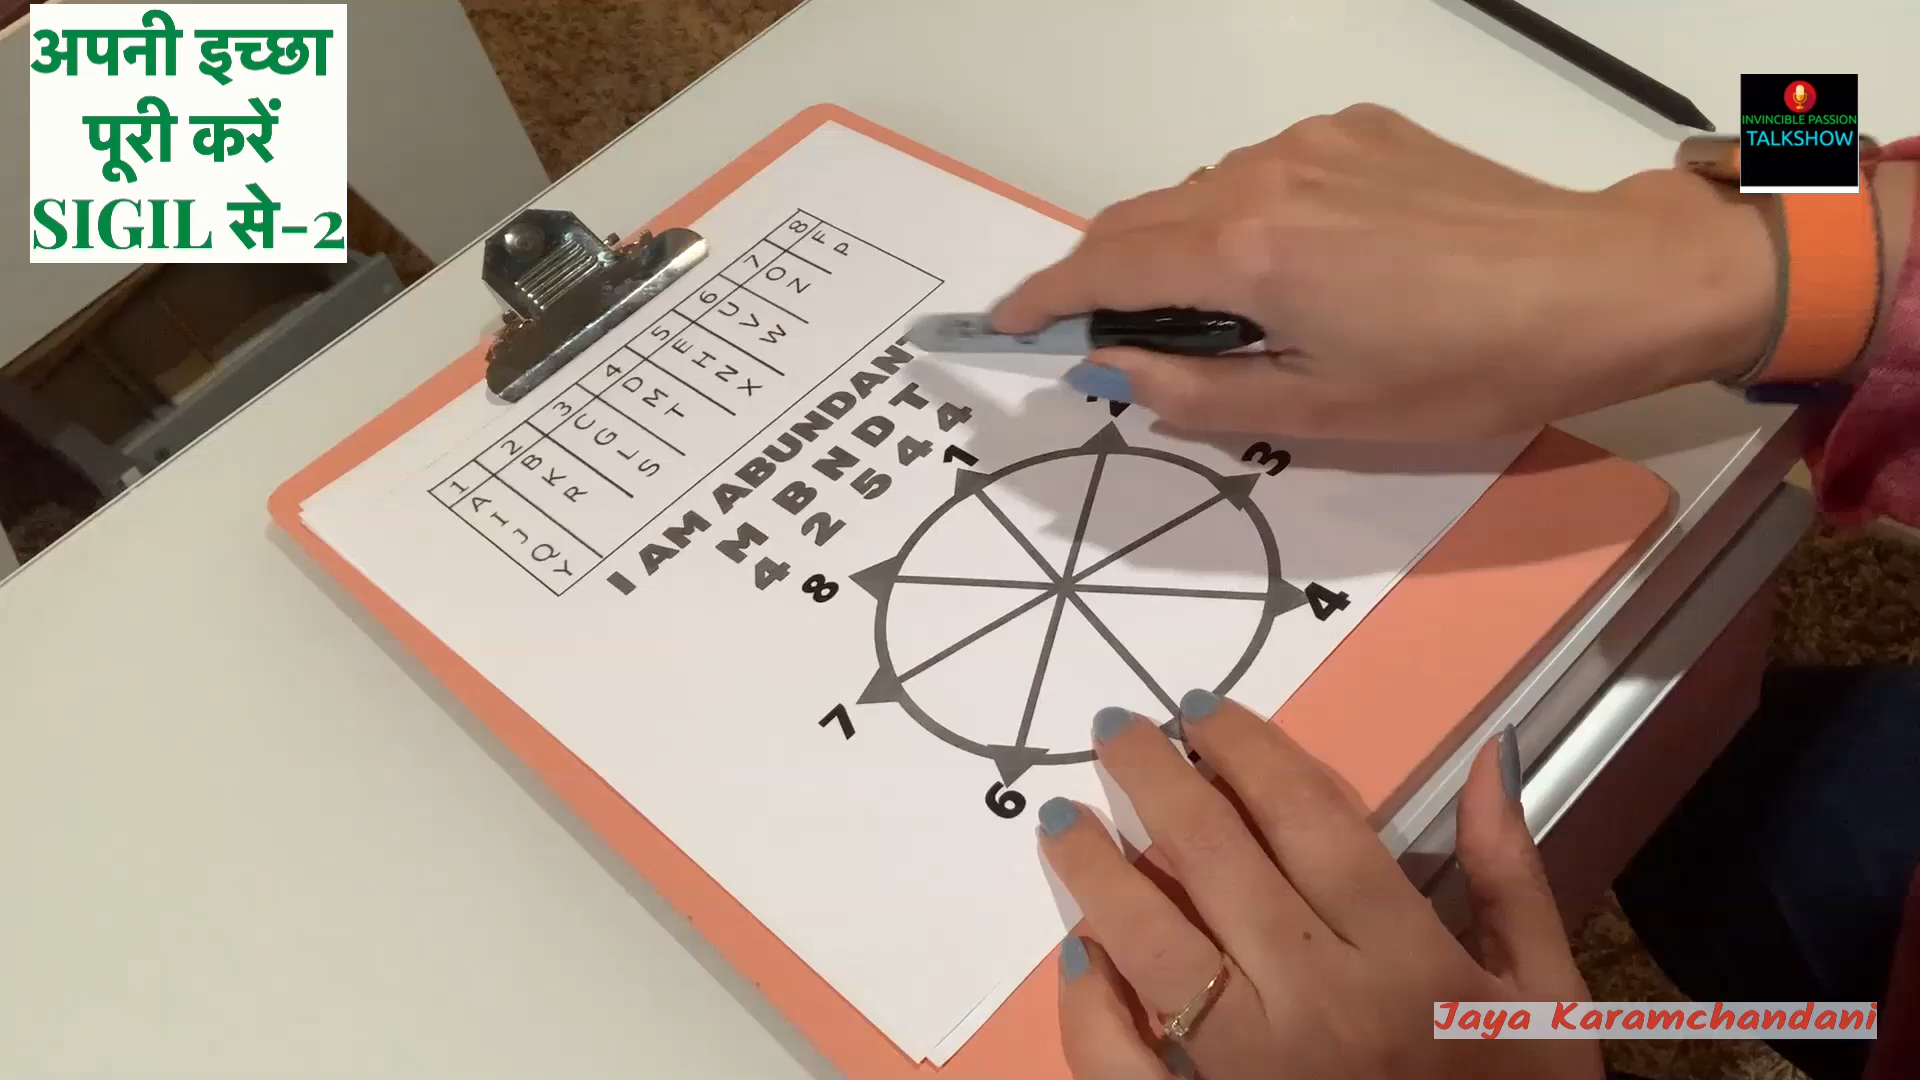 अपनी इच्छा
पूरी करें
SIGIL से-2
INVINCIBLE PASSION
TALKSHOW
1 2 3 4 5 6 7 8
A B C D E U O F
I K G M H V Z P
J R L T N W
Q S X
Y
I AM ABUNDANT
M B N D T
4 2 5 4 4
1
3
4
6
7
8
Jaya Karamchandani